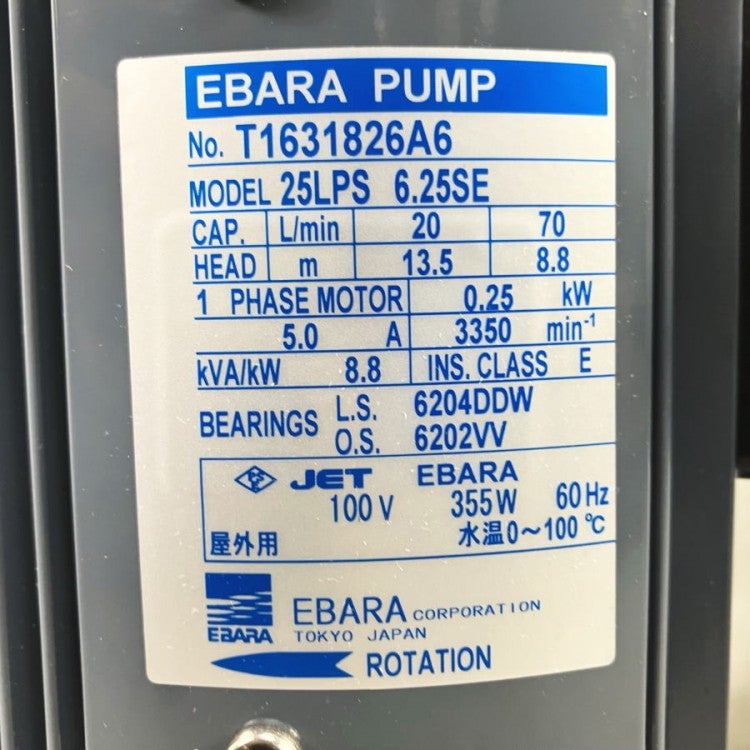 EBARA PUMP
No. T1631826A6
MODEL 25LPS 6.25SE
CAP. L/min 20 70
HEAD m 13.5 8.8
1 PHASE MOTOR 0.25 kW
5.0 A 3350 min-1
kVA/kW 8.8 INS. CLASS E
BEARINGS L.S. 6204DDW
O.S. 6202VV
PSE JET EBARA
100 V 355W 60 Hz
屋外用 水温0～100 ℃
EBARA
EBARA CORPORATION
TOKYO JAPAN
ROTATION